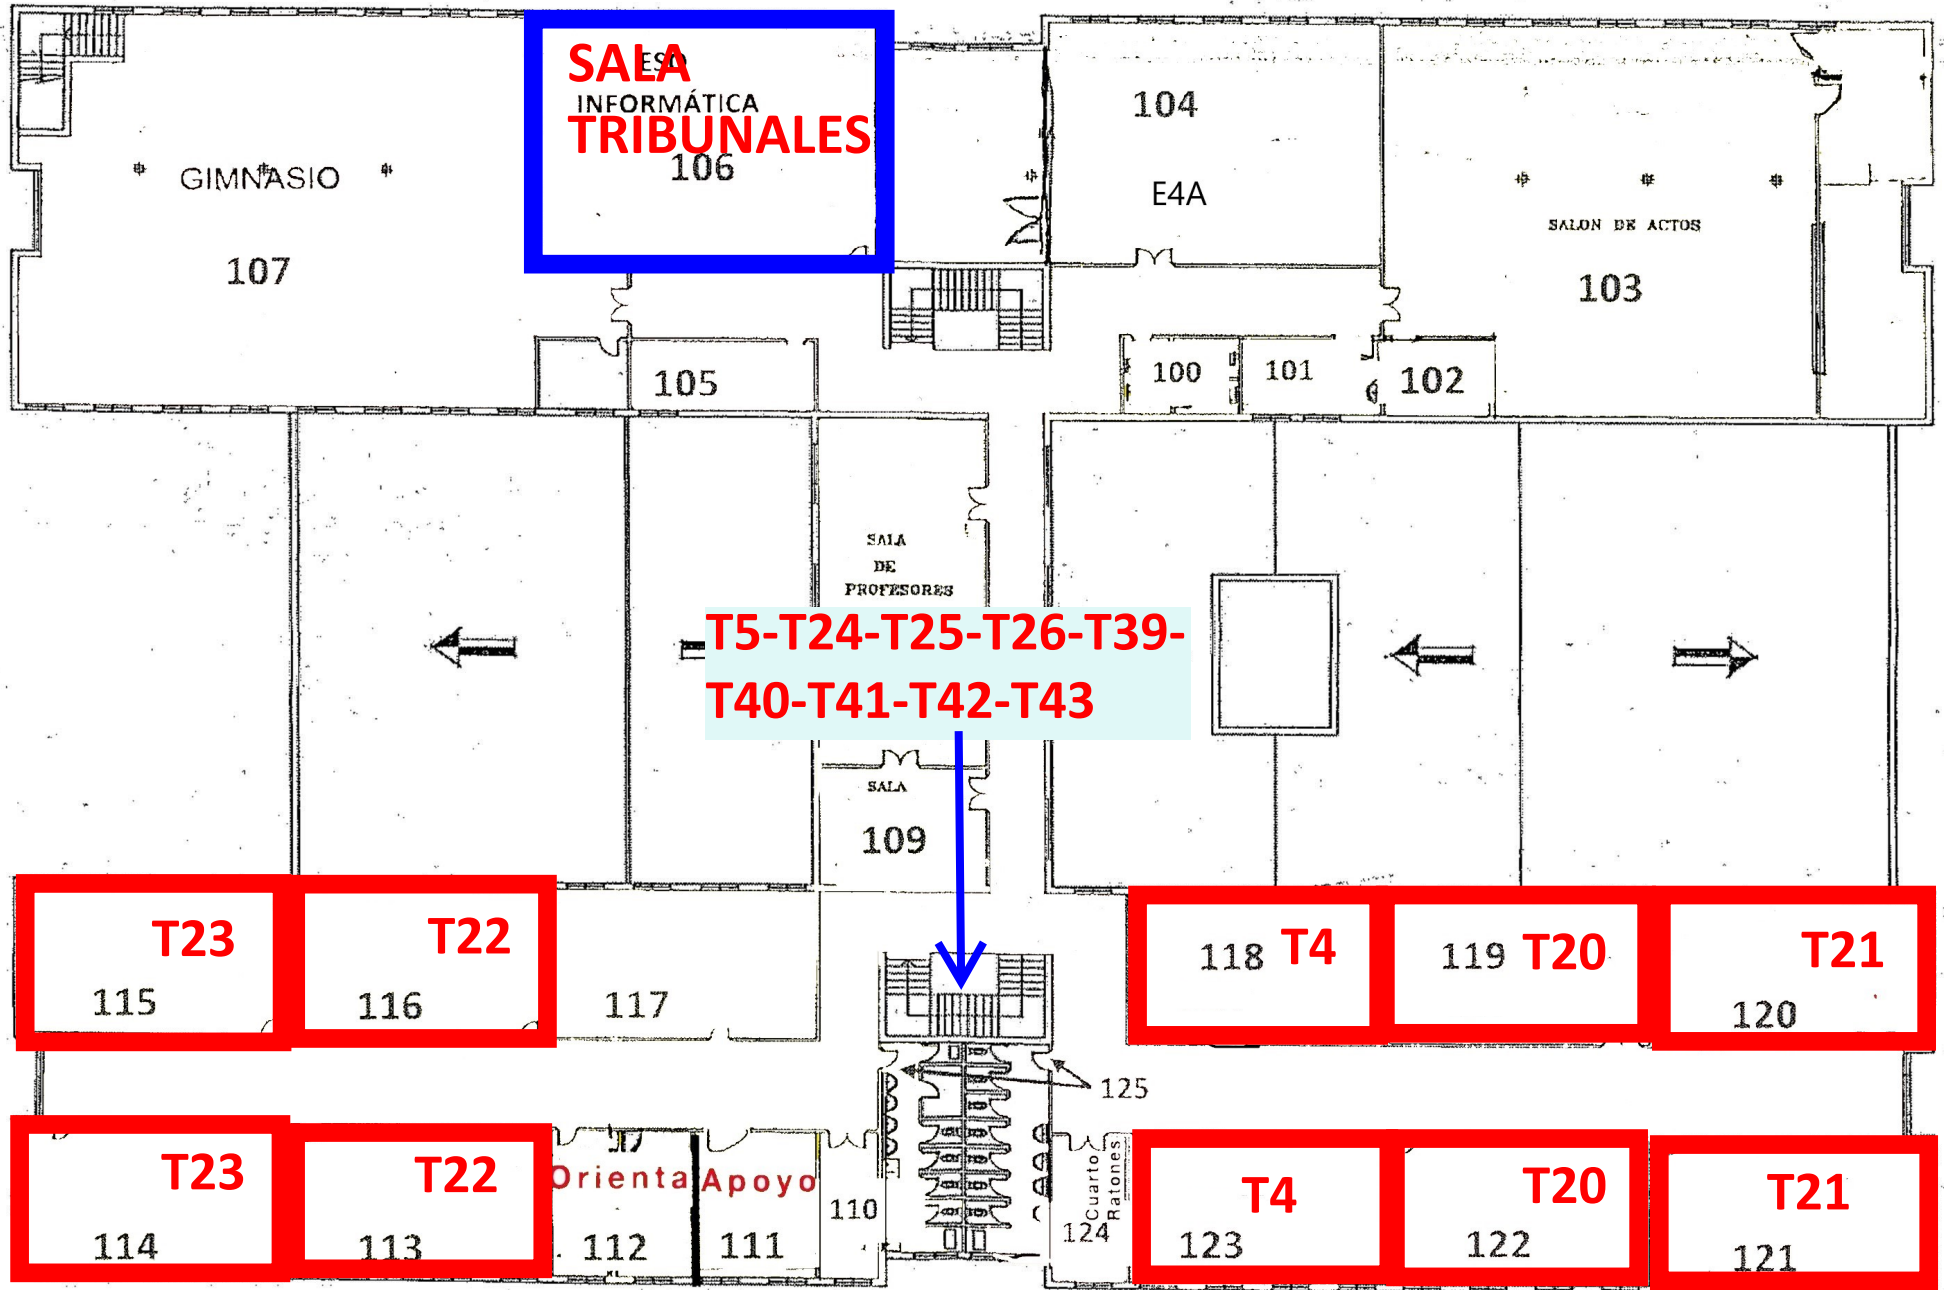 SALA
ESO
INFORMÁTICA
TRIBUNALES
106
GIMNASIO
107
104
E4A
SALON DE ACTOS
103
105
100
101
102
SALA
DE
PROFESORES
T5-T24-T25-T26-T39-
T40-T41-T42-T43
SALA
109
T23
115
T22
116
117
118 T4
119 T20
T21
120
125
T23
114
T22
113
Orienta
112
Apoyo
111
110
Cuarto
Ratones
124
T4
123
T20
122
T21
121